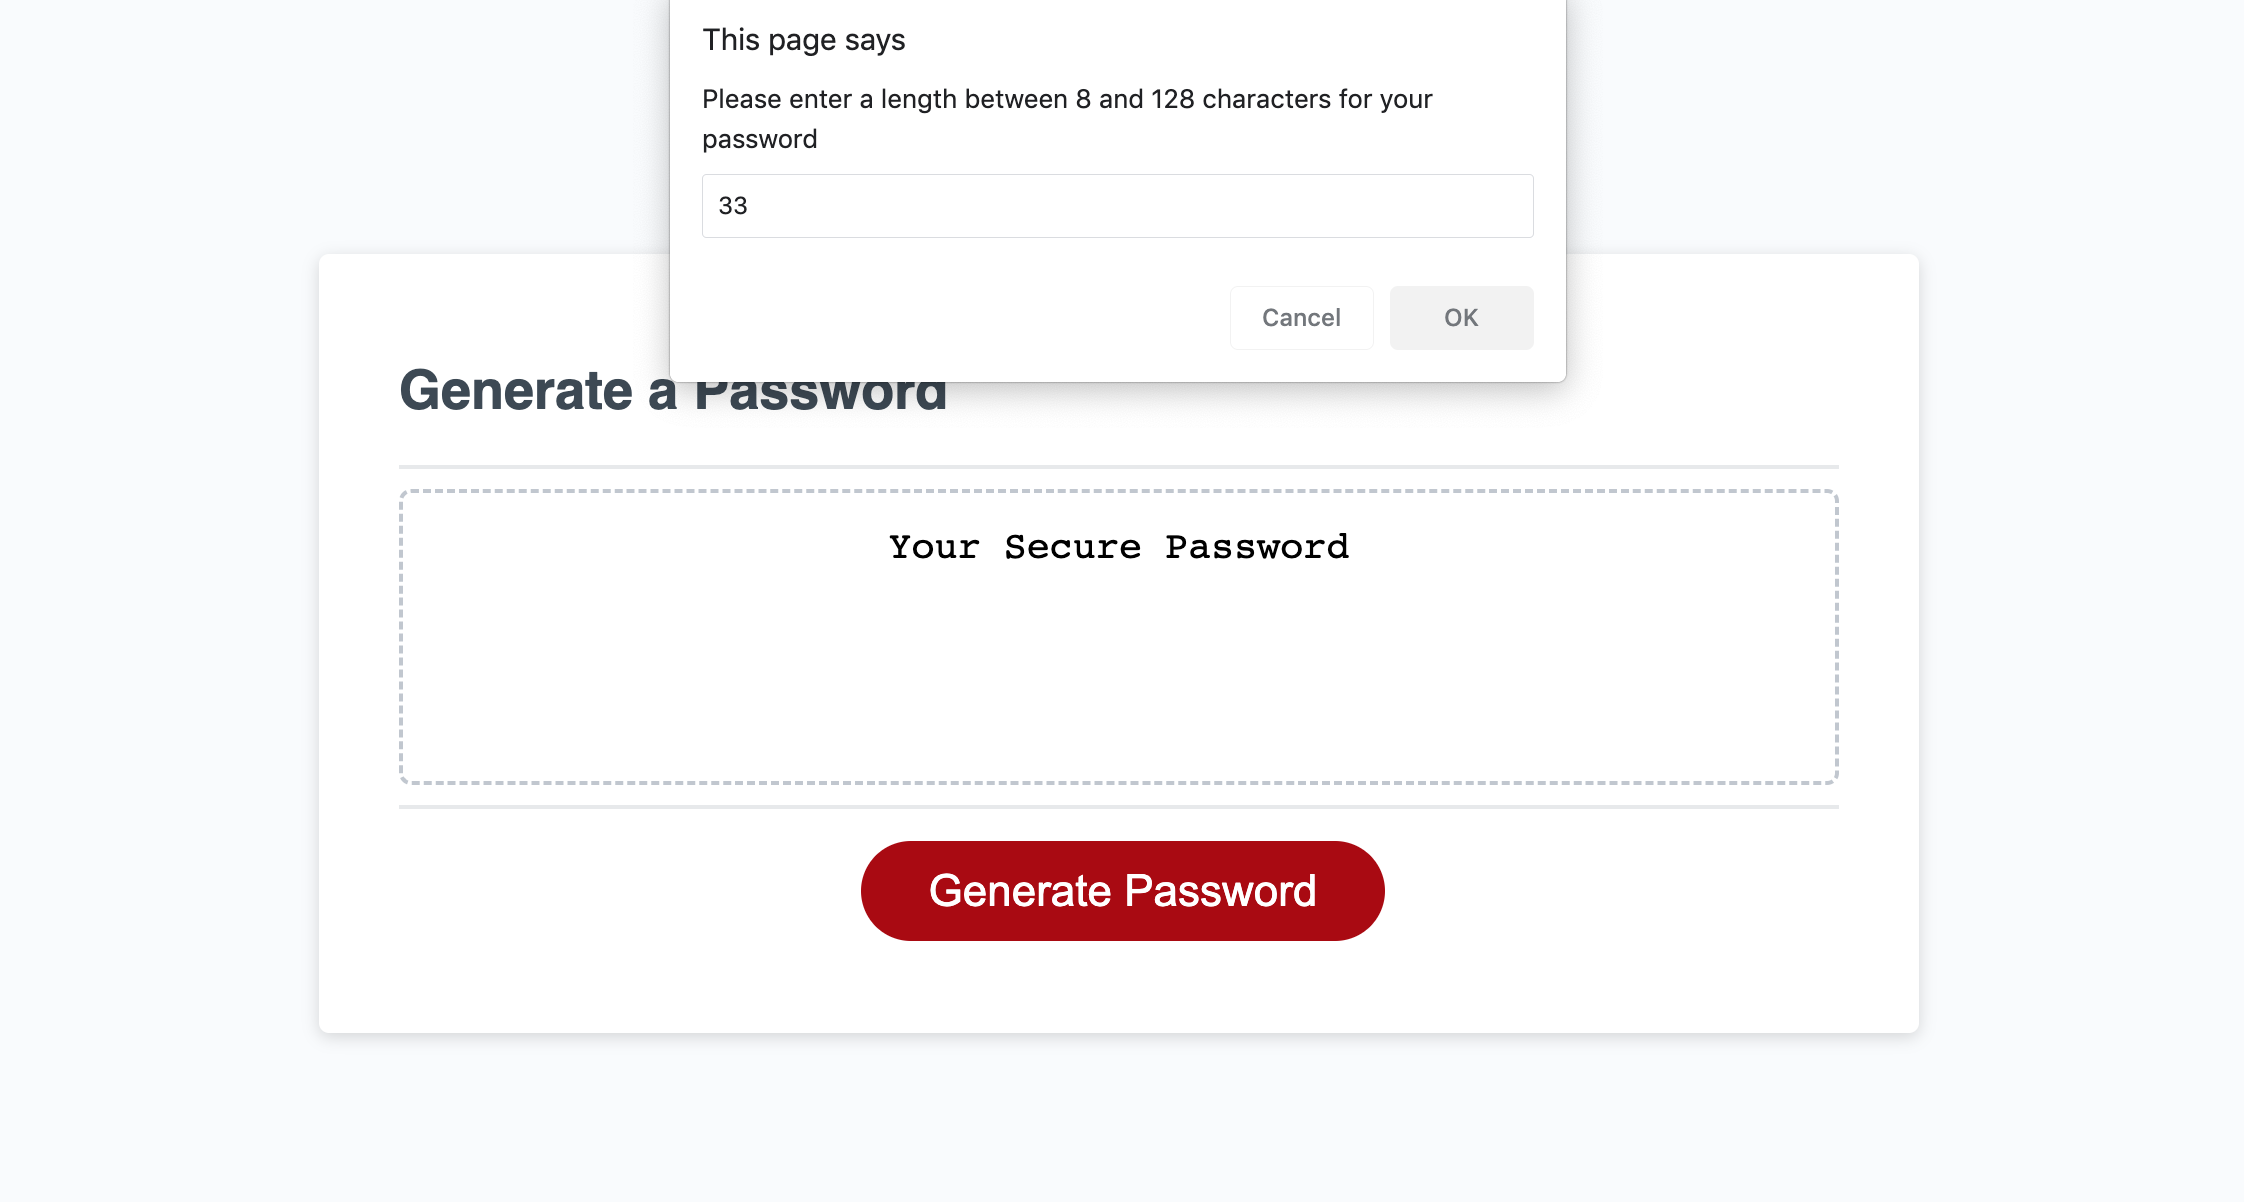 This page says
Please enter a length between 8 and 128 characters for your
password
33
Cancel
OK
Generate a Password
Your Secure Password
Generate Password